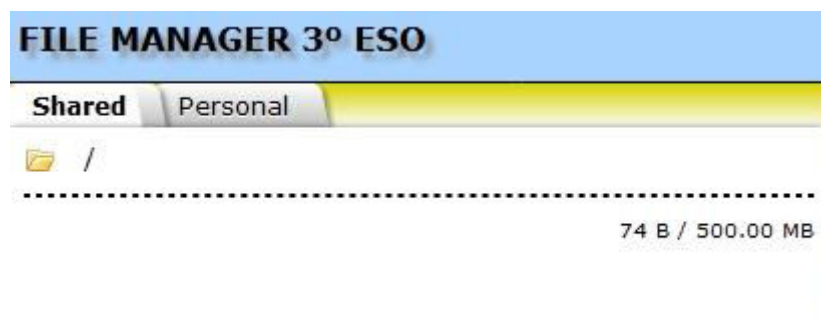 FILE MANAGER 3º ESO
Shared Personal
/
74 B / 500.00 MB